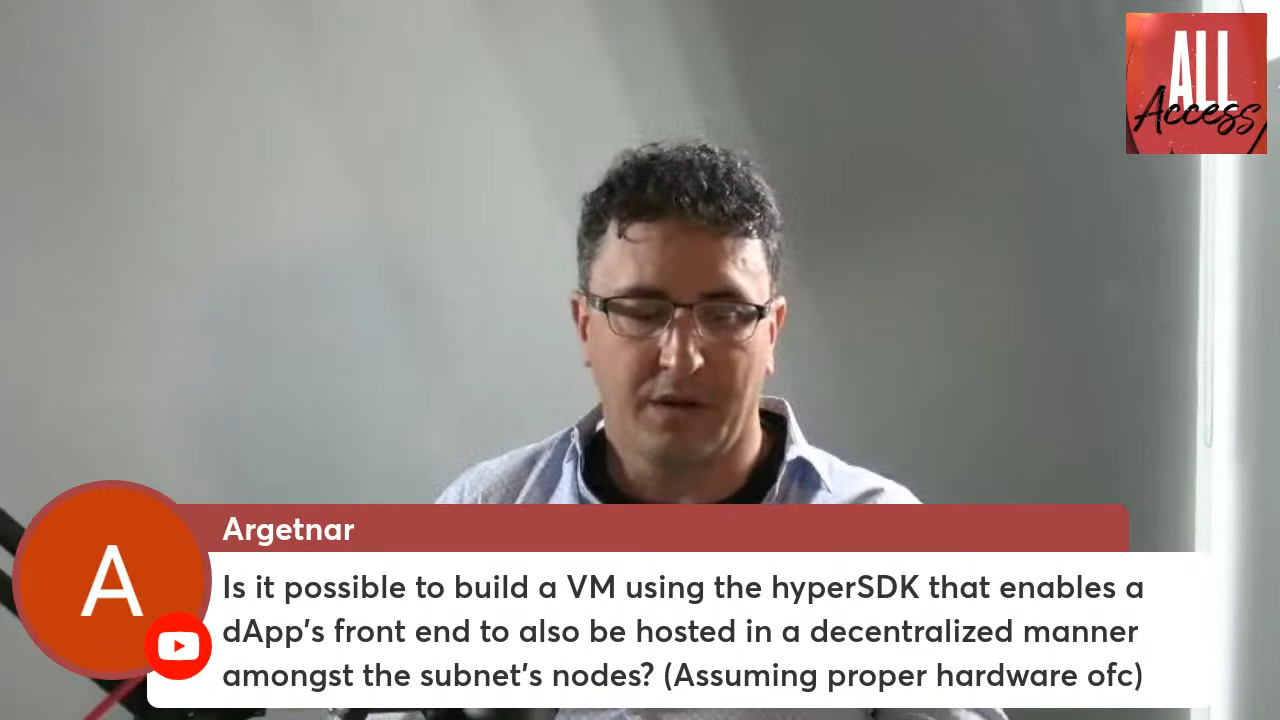 ALL
Access
Argetnar
A
Is it possible to build a VM using the hyperSDK that enables a
dApp's front end to also be hosted in a decentralized manner
amongst the subnet's nodes? (Assuming proper hardware ofc)